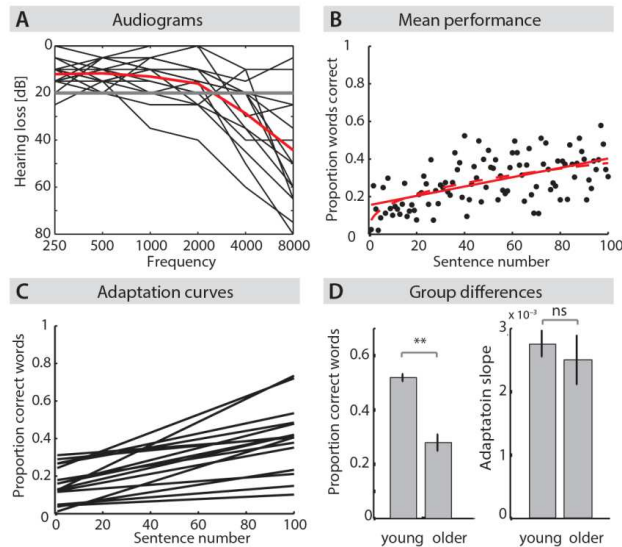 A Audiograms
Hearing loss [dB]
0
20
40
60
80
250 500 1000 2000 4000 8000
Frequency
B Mean performance
Proportion words correct
1
0.8
0.6
0.4
0.2
0
0 20 40 60 80 100
Sentence number
C Adaptation curves
Proportion correct words
1
0.8
0.6
0.4
0.2
0
0 20 40 60 80 100
Sentence number
D Group differences
Proportion correct words
0.6
0.4
0.2
0
**
young older
Adaptatoin slope
3 x 10⁻³
2
1
0
ns
young older